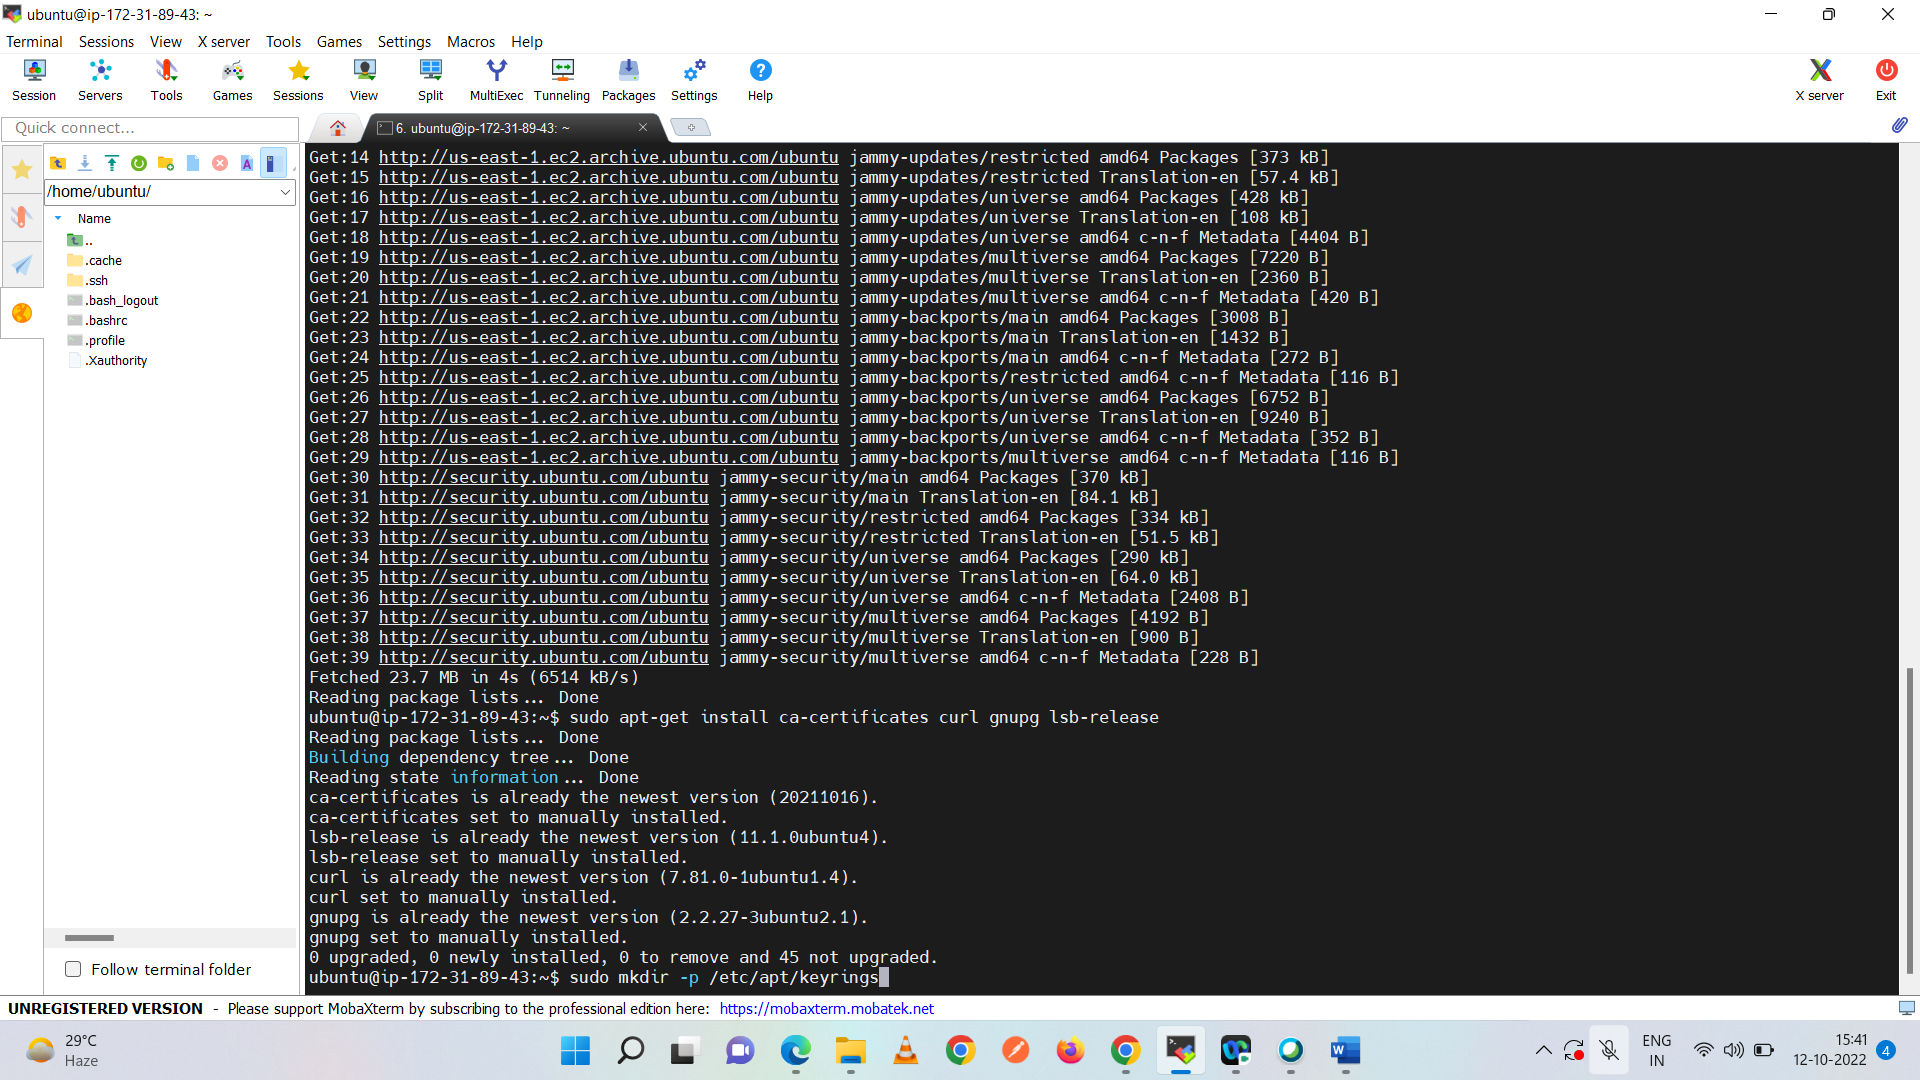 ubuntu@ip-172-31-89-43: ~
Terminal Sessions View X server Tools Games Settings Macros Help
Session Servers Tools Games Sessions View Split MultiExec Tunneling Packages Settings Help X server Exit
Quick connect...
6. ubuntu@ip-172-31-89-43: ~
/home/ubuntu/
Name
..
.cache
.ssh
.bash_logout
.bashrc
.profile
.Xauthority
Follow terminal folder
Get:14 http://us-east-1.ec2.archive.ubuntu.com/ubuntu jammy-updates/restricted amd64 Packages [373 kB]
Get:15 http://us-east-1.ec2.archive.ubuntu.com/ubuntu jammy-updates/restricted Translation-en [57.4 kB]
Get:16 http://us-east-1.ec2.archive.ubuntu.com/ubuntu jammy-updates/universe amd64 Packages [428 kB]
Get:17 http://us-east-1.ec2.archive.ubuntu.com/ubuntu jammy-updates/universe Translation-en [108 kB]
Get:18 http://us-east-1.ec2.archive.ubuntu.com/ubuntu jammy-updates/universe amd64 c-n-f Metadata [4404 B]
Get:19 http://us-east-1.ec2.archive.ubuntu.com/ubuntu jammy-updates/multiverse amd64 Packages [7220 B]
Get:20 http://us-east-1.ec2.archive.ubuntu.com/ubuntu jammy-updates/multiverse Translation-en [2360 B]
Get:21 http://us-east-1.ec2.archive.ubuntu.com/ubuntu jammy-updates/multiverse amd64 c-n-f Metadata [420 B]
Get:22 http://us-east-1.ec2.archive.ubuntu.com/ubuntu jammy-backports/main amd64 Packages [3008 B]
Get:23 http://us-east-1.ec2.archive.ubuntu.com/ubuntu jammy-backports/main Translation-en [1432 B]
Get:24 http://us-east-1.ec2.archive.ubuntu.com/ubuntu jammy-backports/main amd64 c-n-f Metadata [272 B]
Get:25 http://us-east-1.ec2.archive.ubuntu.com/ubuntu jammy-backports/restricted amd64 c-n-f Metadata [116 B]
Get:26 http://us-east-1.ec2.archive.ubuntu.com/ubuntu jammy-backports/universe amd64 Packages [6752 B]
Get:27 http://us-east-1.ec2.archive.ubuntu.com/ubuntu jammy-backports/universe Translation-en [9240 B]
Get:28 http://us-east-1.ec2.archive.ubuntu.com/ubuntu jammy-backports/universe amd64 c-n-f Metadata [352 B]
Get:29 http://us-east-1.ec2.archive.ubuntu.com/ubuntu jammy-backports/multiverse amd64 c-n-f Metadata [116 B]
Get:30 http://security.ubuntu.com/ubuntu jammy-security/main amd64 Packages [370 kB]
Get:31 http://security.ubuntu.com/ubuntu jammy-security/main Translation-en [84.1 kB]
Get:32 http://security.ubuntu.com/ubuntu jammy-security/restricted amd64 Packages [334 kB]
Get:33 http://security.ubuntu.com/ubuntu jammy-security/restricted Translation-en [51.5 kB]
Get:34 http://security.ubuntu.com/ubuntu jammy-security/universe amd64 Packages [290 kB]
Get:35 http://security.ubuntu.com/ubuntu jammy-security/universe Translation-en [64.0 kB]
Get:36 http://security.ubuntu.com/ubuntu jammy-security/universe amd64 c-n-f Metadata [2408 B]
Get:37 http://security.ubuntu.com/ubuntu jammy-security/multiverse amd64 Packages [4192 B]
Get:38 http://security.ubuntu.com/ubuntu jammy-security/multiverse Translation-en [900 B]
Get:39 http://security.ubuntu.com/ubuntu jammy-security/multiverse amd64 c-n-f Metadata [228 B]
Fetched 23.7 MB in 4s (6514 kB/s)
Reading package lists... Done
ubuntu@ip-172-31-89-43:~$ sudo apt-get install ca-certificates curl gnupg lsb-release
Reading package lists... Done
Building dependency tree... Done
Reading state information... Done
ca-certificates is already the newest version (20211016).
ca-certificates set to manually installed.
lsb-release is already the newest version (11.1.0ubuntu4).
lsb-release set to manually installed.
curl is already the newest version (7.81.0-1ubuntu1.4).
curl set to manually installed.
gnupg is already the newest version (2.2.27-3ubuntu2.1).
gnupg set to manually installed.
0 upgraded, 0 newly installed, 0 to remove and 45 not upgraded.
ubuntu@ip-172-31-89-43:~$ sudo mkdir -p /etc/apt/keyrings
UNREGISTERED VERSION - Please support MobaXterm by subscribing to the professional edition here: https://mobaxterm.mobatek.net
29°C
Haze
ENG
IN
15:41
12-10-2022
4